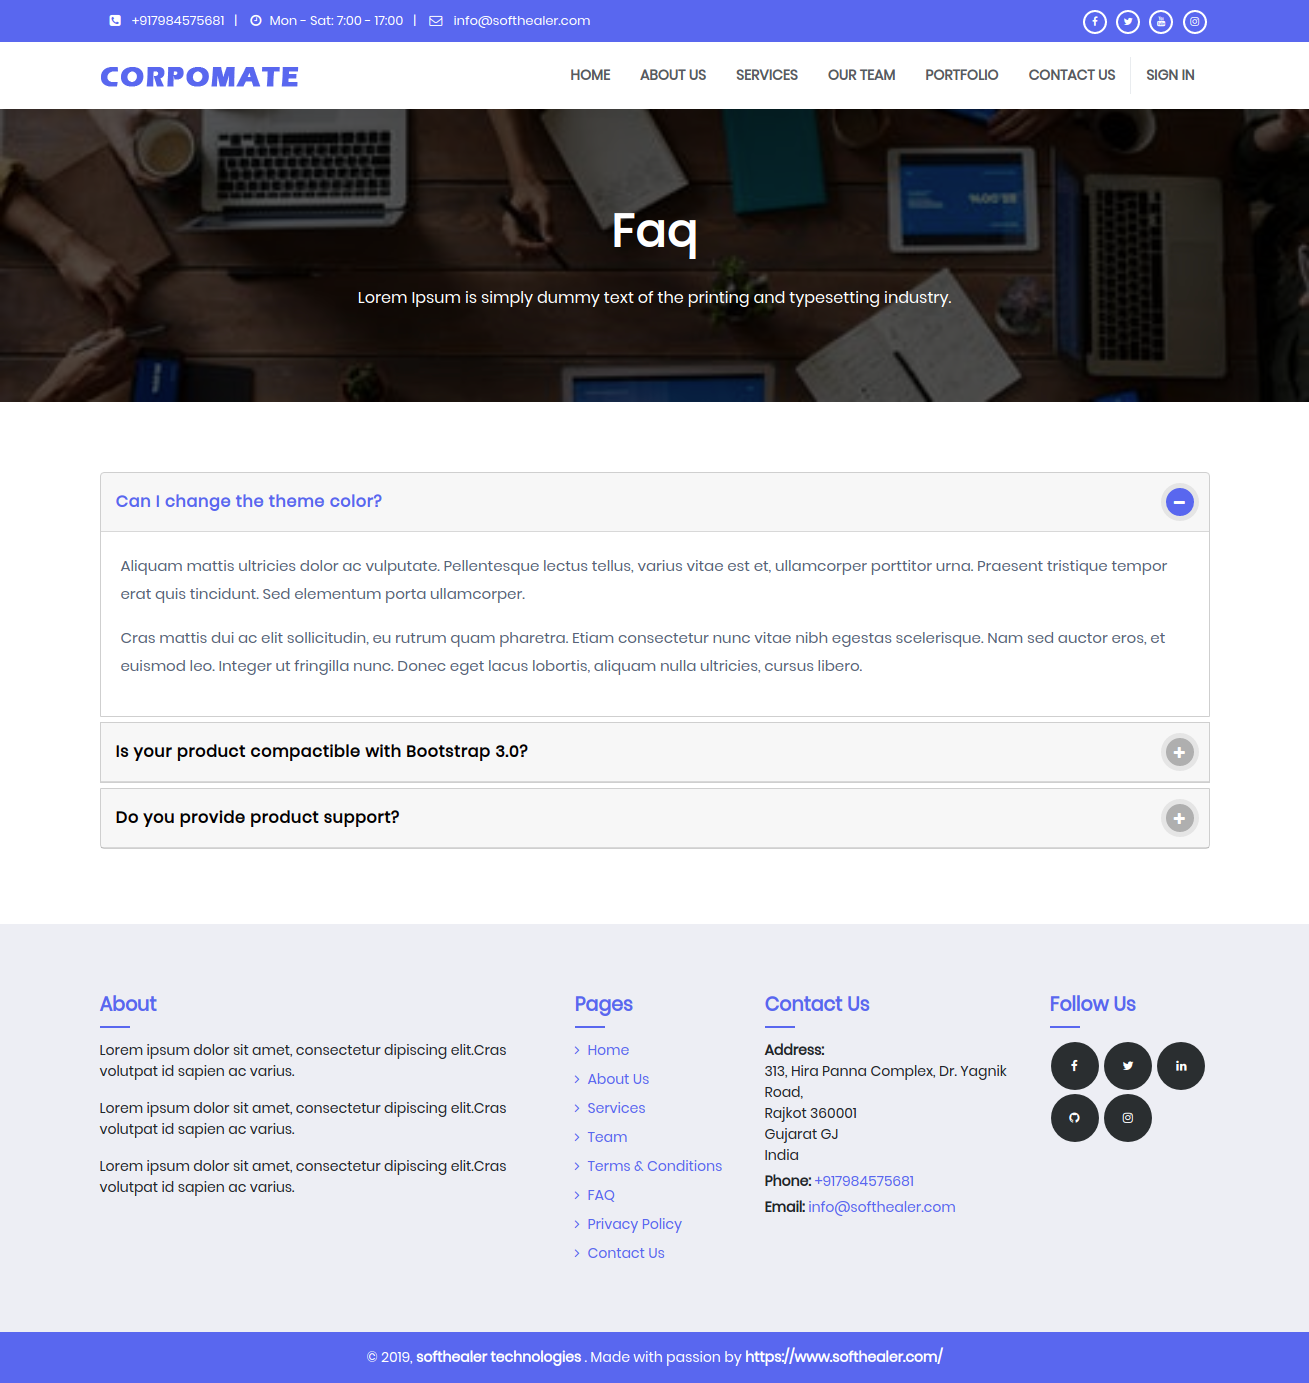 +917984575681 | Mon - Sat: 7:00 - 17:00 | info@softhealer.com
CORPOMATE
HOME ABOUT US SERVICES OUR TEAM PORTFOLIO CONTACT US SIGN IN
Faq
Lorem Ipsum is simply dummy text of the printing and typesetting industry.
Can I change the theme color?
Aliquam mattis ultricies dolor ac vulputate. Pellentesque lectus tellus, varius vitae est et, ullamcorper porttitor urna. Praesent tristique tempor
erat quis tincidunt. Sed elementum porta ullamcorper.
Cras mattis dui ac elit sollicitudin, eu rutrum quam pharetra. Etiam consectetur nunc vitae nibh egestas scelerisque. Nam sed auctor eros, et
euismod leo. Integer ut fringilla nunc. Donec eget lacus lobortis, aliquam nulla ultricies, cursus libero.
Is your product compactible with Bootstrap 3.0?
Do you provide product support?
About
Lorem ipsum dolor sit amet, consectetur dipiscing elit.Cras
volutpat id sapien ac varius.
Lorem ipsum dolor sit amet, consectetur dipiscing elit.Cras
volutpat id sapien ac varius.
Lorem ipsum dolor sit amet, consectetur dipiscing elit.Cras
volutpat id sapien ac varius.
Pages
Home
About Us
Services
Team
Terms & Conditions
FAQ
Privacy Policy
Contact Us
Contact Us
Address:
313, Hira Panna Complex, Dr. Yagnik
Road,
Rajkot 360001
Gujarat GJ
India
Phone: +917984575681
Email: info@softhealer.com
Follow Us
© 2019, softhealer technologies . Made with passion by https://www.softhealer.com/